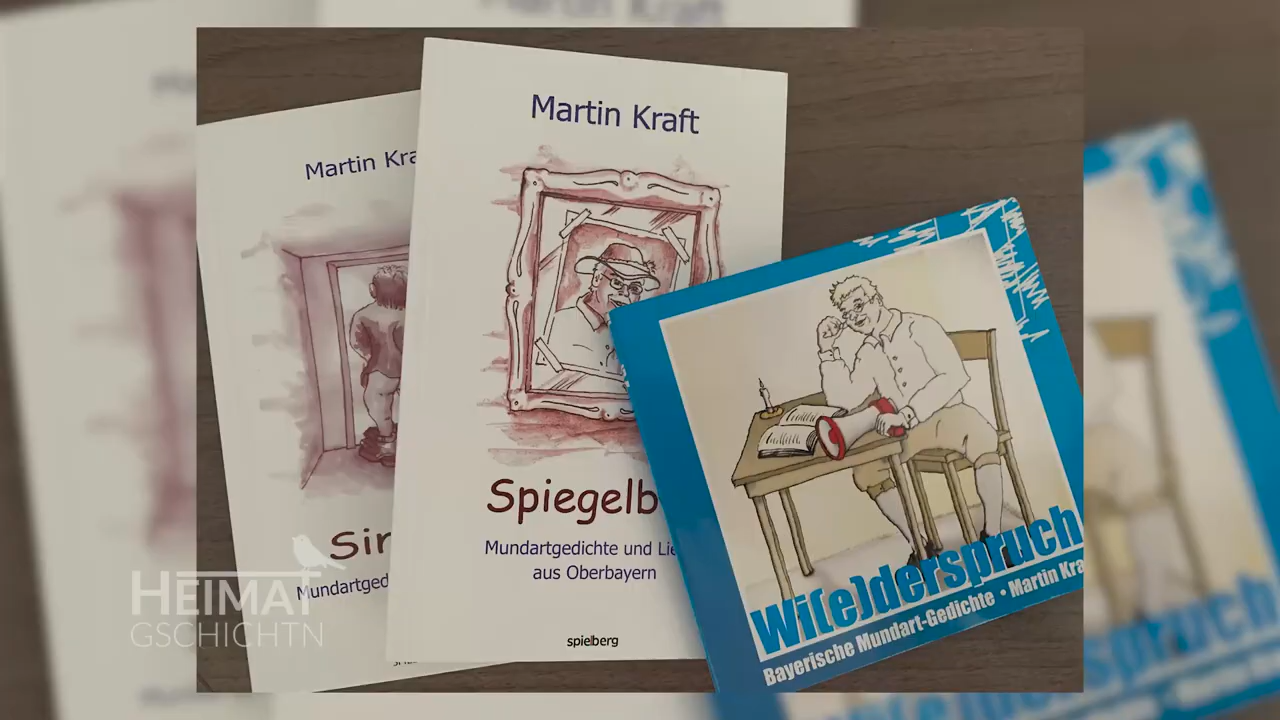 Martin Kra
Sin
Mundartged
Martin Kraft
Spiegelb
Mundartgedichte und Lie
aus Oberbayern
spielberg
Wi(e)derspruch
Bayerische Mundart-Gedichte • Martin Kra
HEIMAT
GSCHICHTN